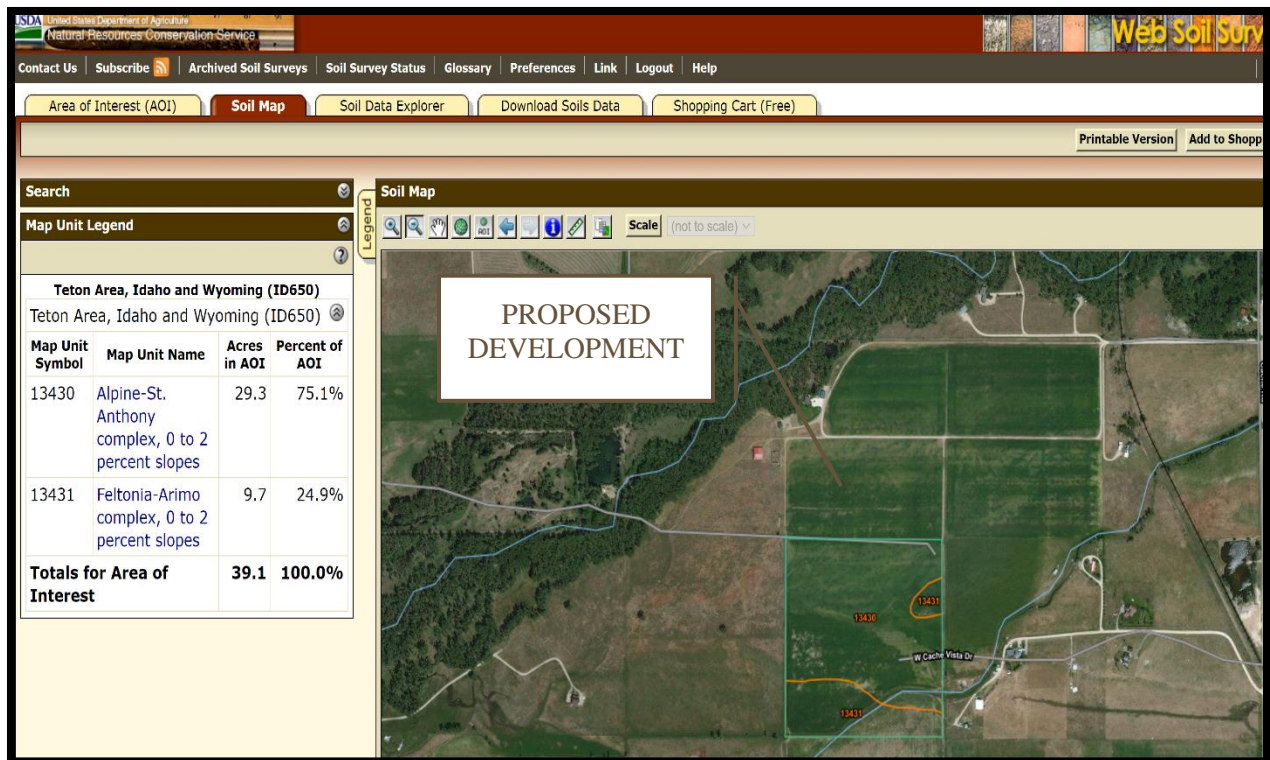 USDA United States Department of Agriculture
Natural Resources Conservation Service
Web Soil Surv
Contact Us | Subscribe | Archived Soil Surveys | Soil Survey Status | Glossary | Preferences | Link | Logout | Help
Area of Interest (AOI) Soil Map Soil Data Explorer Download Soils Data Shopping Cart (Free)
Printable Version Add to Shopp
Search
Map Unit Legend
Teton Area, Idaho and Wyoming (ID650)
Teton Area, Idaho and Wyoming (ID650)
Map Unit Symbol Map Unit Name Acres in AOI Percent of AOI
13430 Alpine-St. 29.3 75.1%
Anthony
complex, 0 to 2
percent slopes
13431 Feltonia-Arimo 9.7 24.9%
complex, 0 to 2
percent slopes
Totals for Area of 39.1 100.0%
Interest
Legend
Soil Map
AOI
Scale (not to scale)
PROPOSED
DEVELOPMENT
13431
13430
W Cache Vista Dr
13431